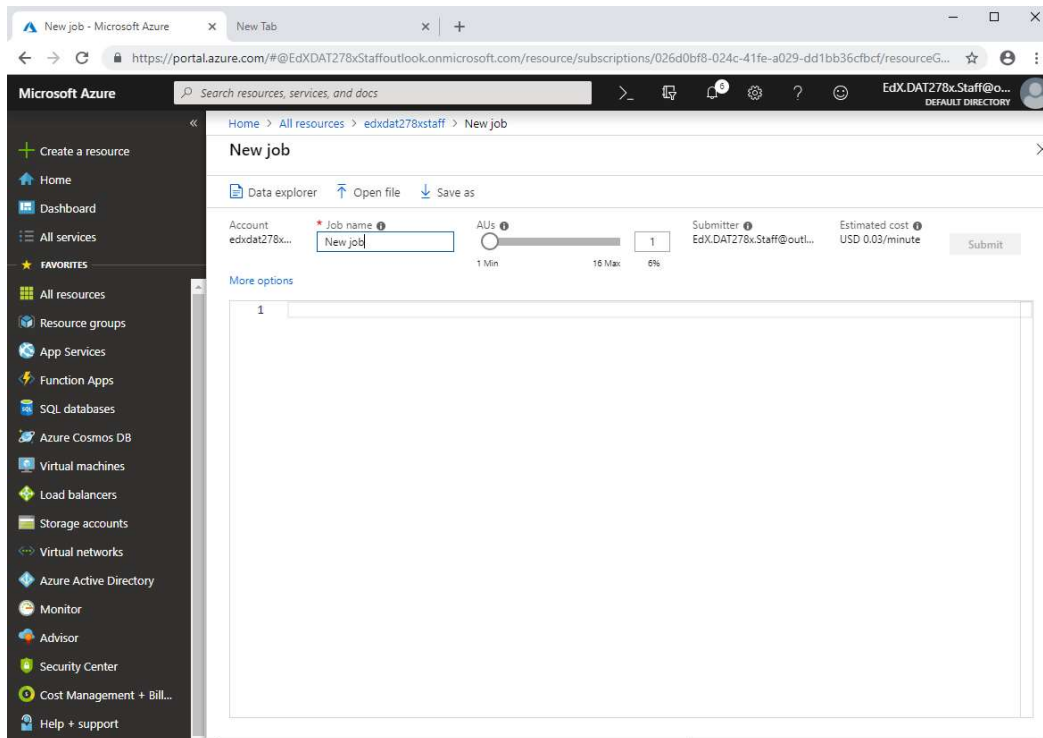 New job - Microsoft Azure
New Tab
https://portal.azure.com/#@EdXDAT278xStaffoutlook.onmicrosoft.com/resource/subscriptions/026d0bf8-024c-41fe-a029-dd1bb36cfbcf/resourceG...
Microsoft Azure
Search resources, services, and docs
6
EdX.DAT278x.Staff@o...
DEFAULT DIRECTORY
Create a resource
Home
Dashboard
All services
FAVORITES
All resources
Resource groups
App Services
Function Apps
SQL databases
Azure Cosmos DB
Virtual machines
Load balancers
Storage accounts
Virtual networks
Azure Active Directory
Monitor
Advisor
Security Center
Cost Management + Bill...
Help + support
Home > All resources > edxdat278xstaff > New job
New job
Data explorer
Open file
Save as
Account
edxdat278x...
* Job name
New job
AUs
1
1 Min
16 Max
6%
Submitter
EdX.DAT278x.Staff@outl...
Estimated cost
USD 0.03/minute
Submit
More options
1